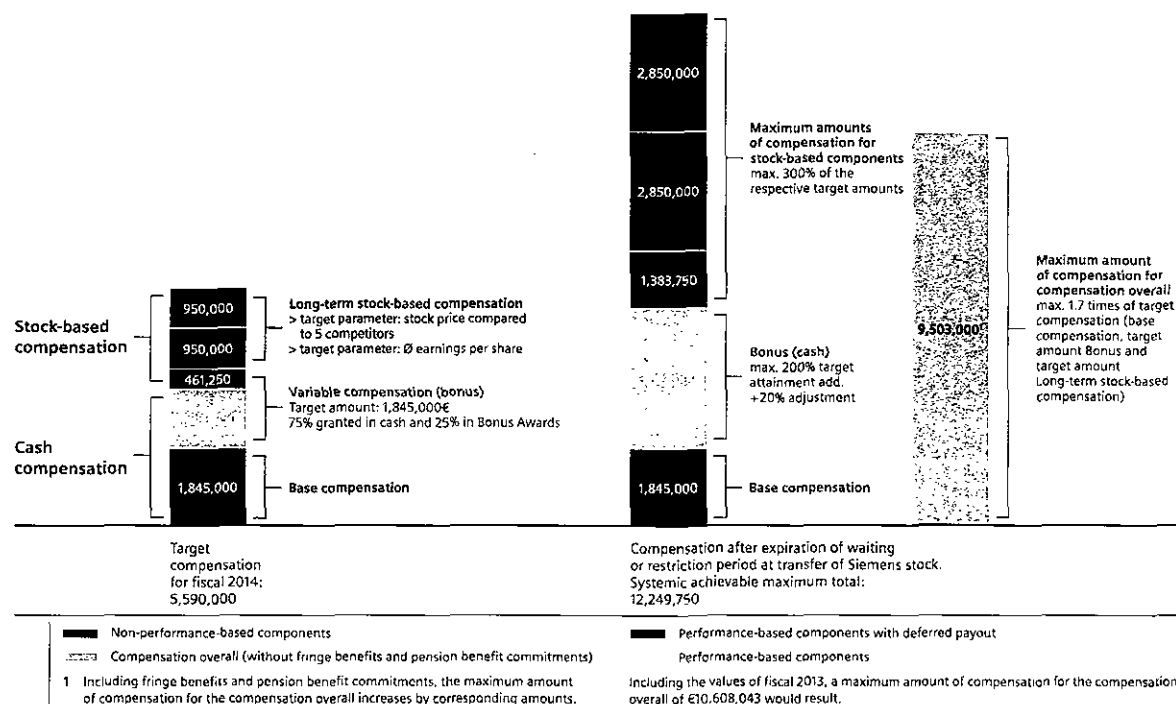 2,850,000
2,850,000
1,383,750
Maximum amounts
of compensation for
stock-based components
max. 300% of the
respective target amounts
9,503,000¹
Maximum amount
of compensation for
compensation overall
max. 1.7 times of target
compensation (base
compensation, target
amount Bonus and
target amount
Long-term stock-based
compensation)
Stock-based
compensation
950,000
950,000
461,250
Long-term stock-based compensation
> target parameter: stock price compared
to 5 competitors
> target parameter: Ø earnings per share
Variable compensation (bonus)
Target amount: 1,845,000€
75% granted in cash and 25% in Bonus Awards
Bonus (cash)
max. 200% target
attainment add.
+20% adjustment
Cash
compensation
1,845,000
Base compensation
1,845,000
Base compensation
Target
compensation
for fiscal 2014:
5,590,000
Compensation after expiration of waiting
or restriction period at transfer of Siemens stock.
Systemic achievable maximum total:
12,249,750
Non-performance-based components
Compensation overall (without fringe benefits and pension benefit commitments)
Performance-based components with deferred payout
Performance-based components
1 Including fringe benefits and pension benefit commitments, the maximum amount
of compensation for the compensation overall increases by corresponding amounts.
Including the values of fiscal 2013, a maximum amount of compensation for the compensation
overall of €10,608,043 would result.